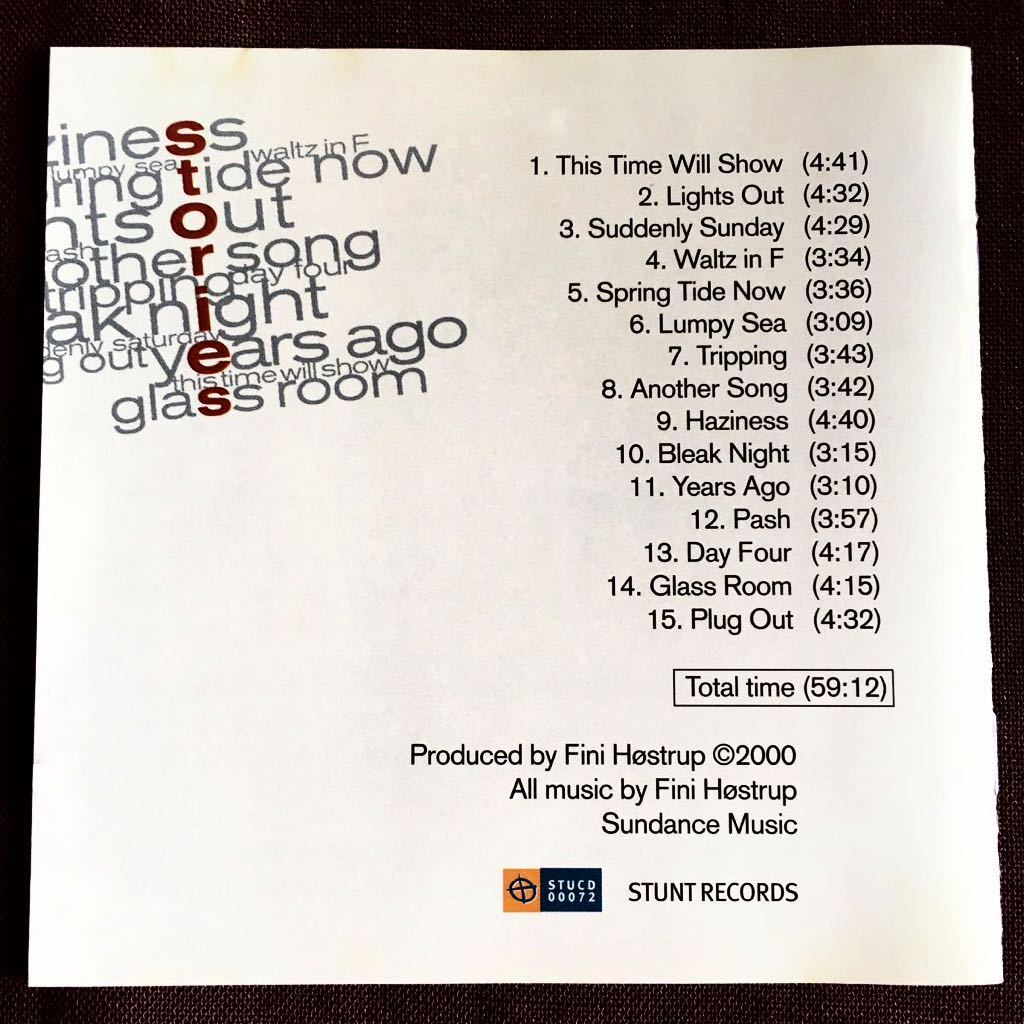 ziness
lumpy sea
waltz in F
ring tide now
hts out
ash
other song
tripping
day four
ak night
denly saturday
g out
years ago
this time will show
glass room
stories
1. This Time Will Show (4:41)
2. Lights Out (4:32)
3. Suddenly Sunday (4:29)
4. Waltz in F (3:34)
5. Spring Tide Now (3:36)
6. Lumpy Sea (3:09)
7. Tripping (3:43)
8. Another Song (3:42)
9. Haziness (4:40)
10. Bleak Night (3:15)
11. Years Ago (3:10)
12. Pash (3:57)
13. Day Four (4:17)
14. Glass Room (4:15)
15. Plug Out (4:32)
Total time (59:12)
Produced by Fini Høstrup ©2000
All music by Fini Høstrup
Sundance Music
STUCD
00072
STUNT RECORDS